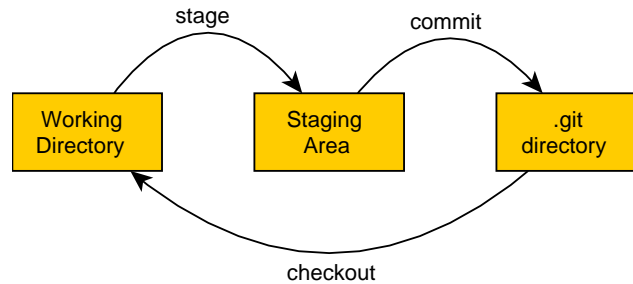 stage
commit
Working
Directory
Staging
Area
.git
directory
checkout